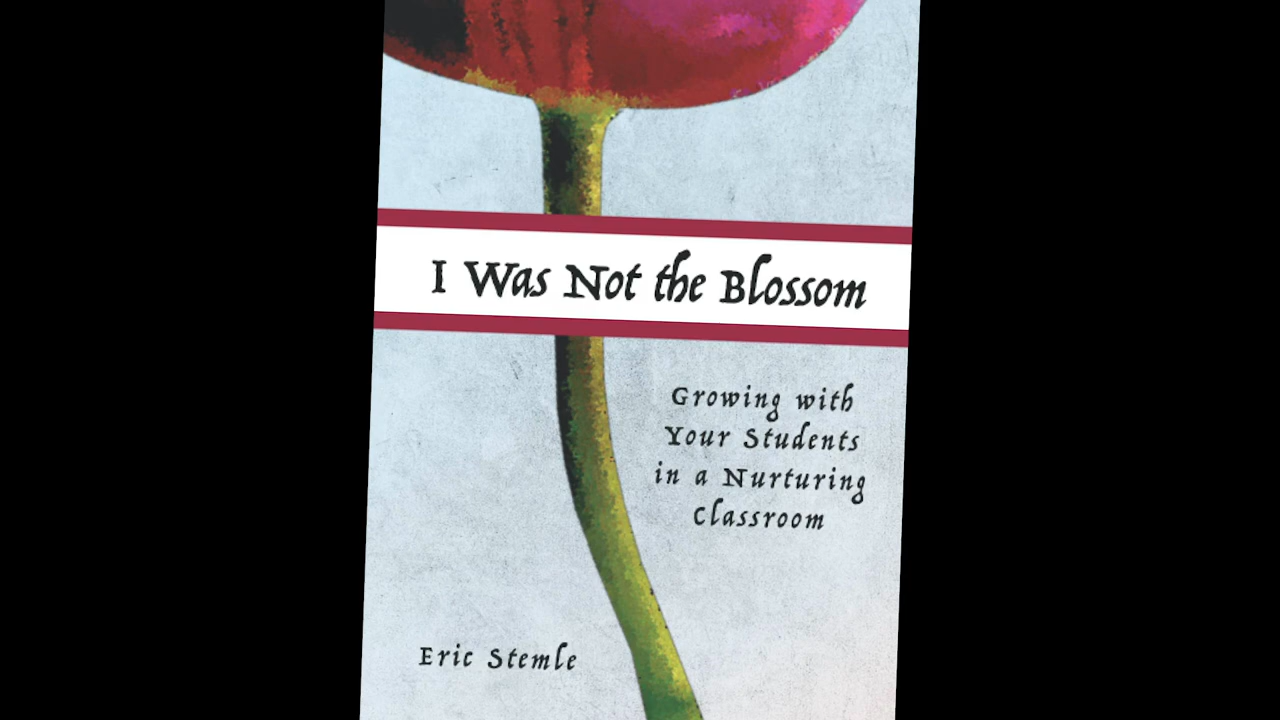 I Was Not the Blossom
Growing with
Your Students
in a Nurturing
Classroom
Eric Stemle